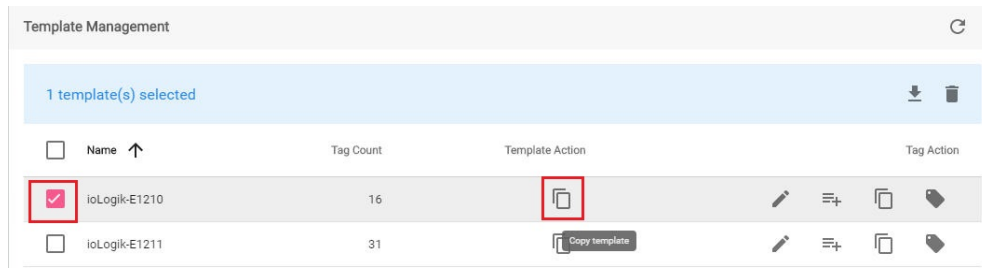 Template Management
1 template(s) selected
Name Tag Count Template Action Tag Action
ioLogik-E1210 16
Copy template
ioLogik-E1211 31